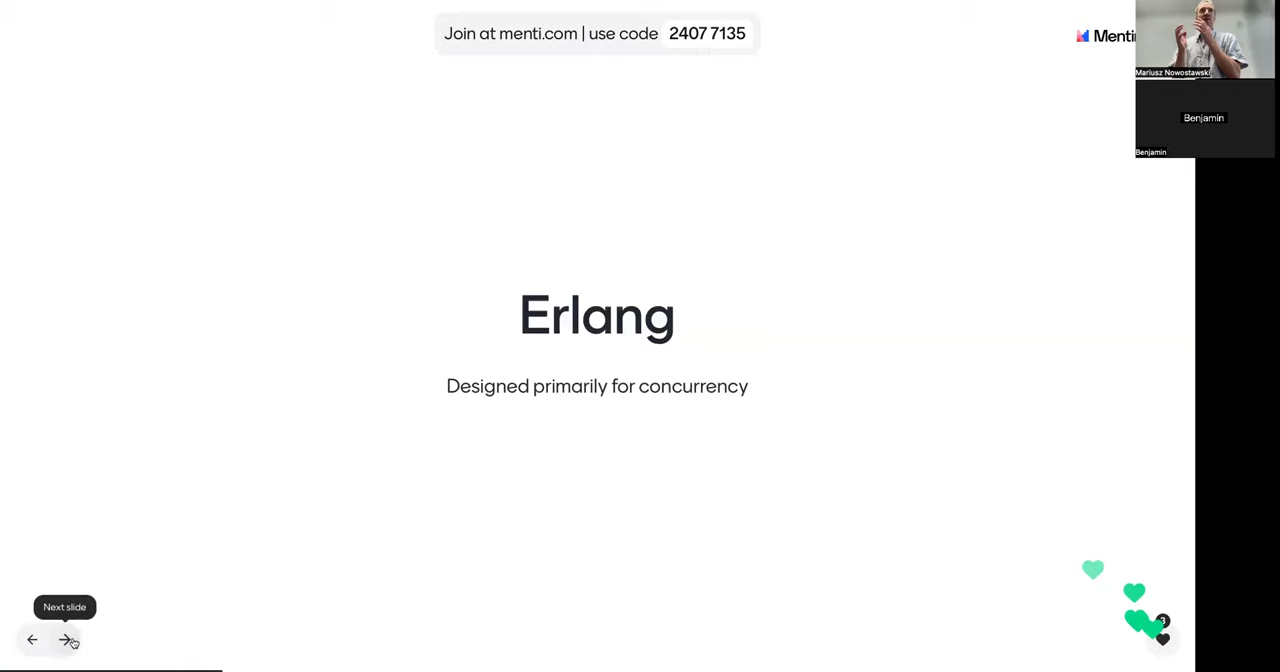 Join at menti.com | use code 2407 7135
Menti
Mariusz Nowostawski
Benjamin
Benjamin
Erlang
Designed primarily for concurrency
Next slide
3